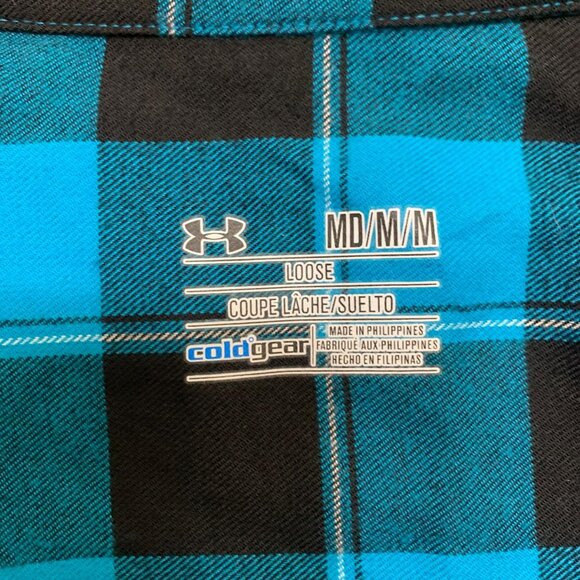 MD/M/M
LOOSE
COUPE LÂCHE/SUELTO
coldgear
MADE IN PHILIPPINES
FABRIQUÉ AUX PHILIPPINES
HECHO EN FILIPINAS